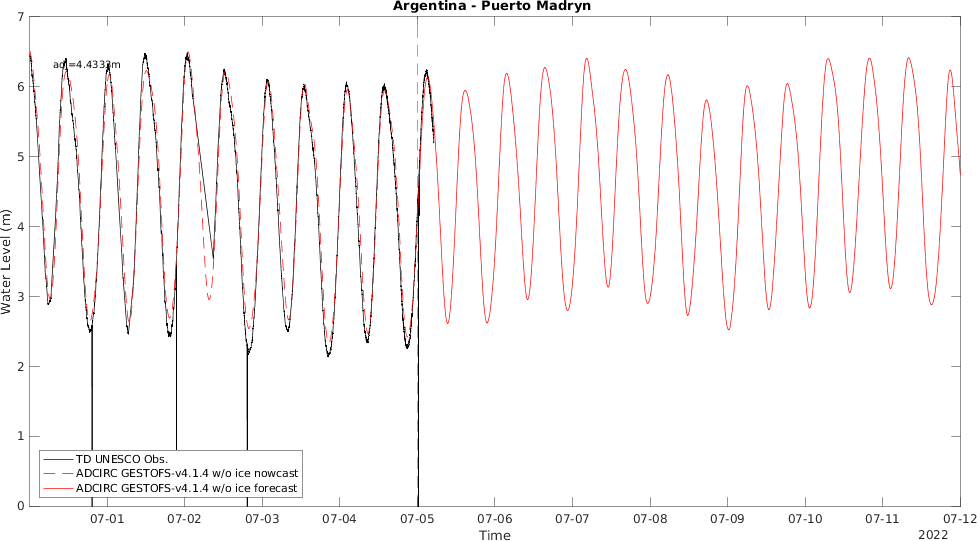 Argentina - Puerto Madryn
7
6
5
4
3
2
1
0
Water Level (m)
=4.4333m
TD UNESCO Obs.
ADCIRC GESTOFS-v4.1.4 w/o ice nowcast
ADCIRC GESTOFS-v4.1.4 w/o ice forecast
07-01 07-02 07-03 07-04 07-05 07-06 07-07 07-08 07-09 07-10 07-11 07-12
Time
2022